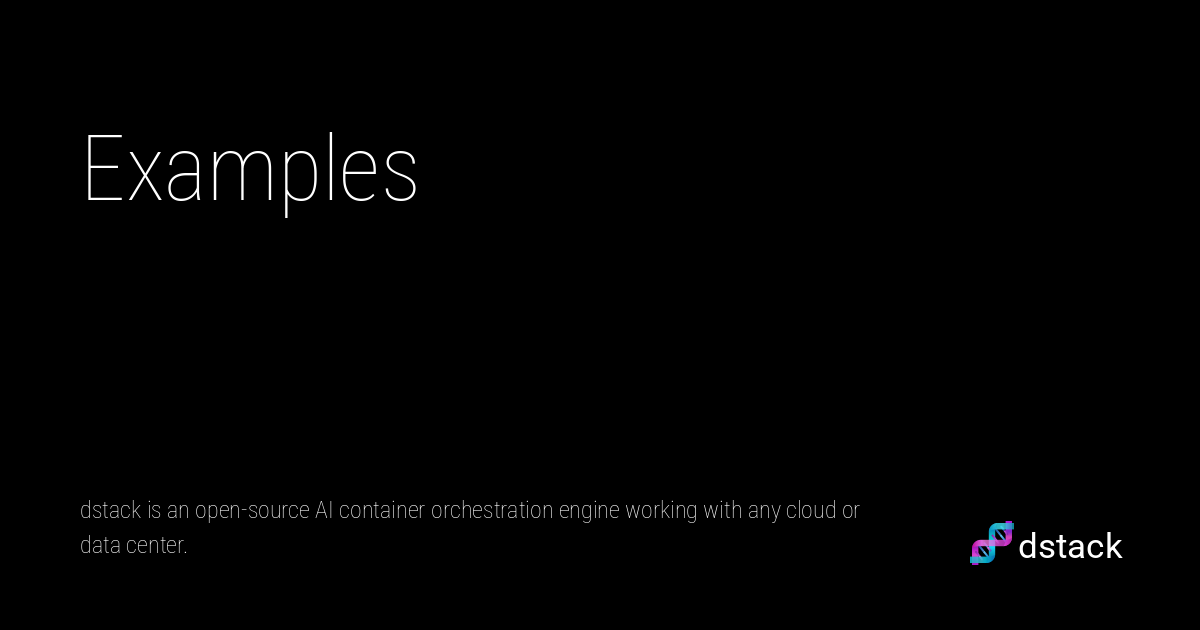 Examples
dstack is an open-source AI container orchestration engine working with any cloud or
data center.
dstack